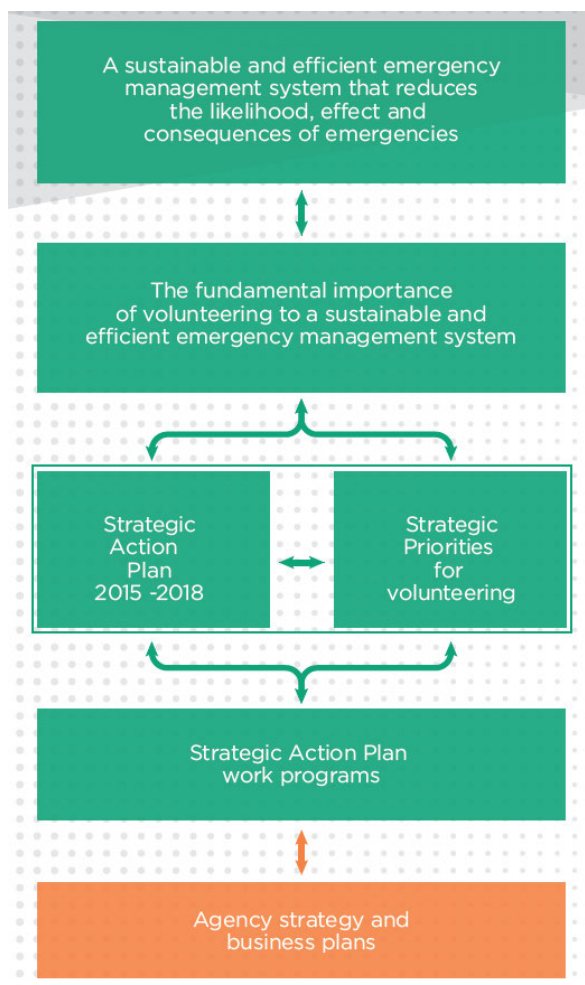 A sustainable and efficient emergency
management system that reduces
the likelihood, effect and
consequences of emergencies
The fundamental importance
of volunteering to a sustainable and
efficient emergency management system
Strategic
Action
Plan
2015 -2018
Strategic
Priorities
for
volunteering
Strategic Action Plan
work programs
Agency strategy and
business plans